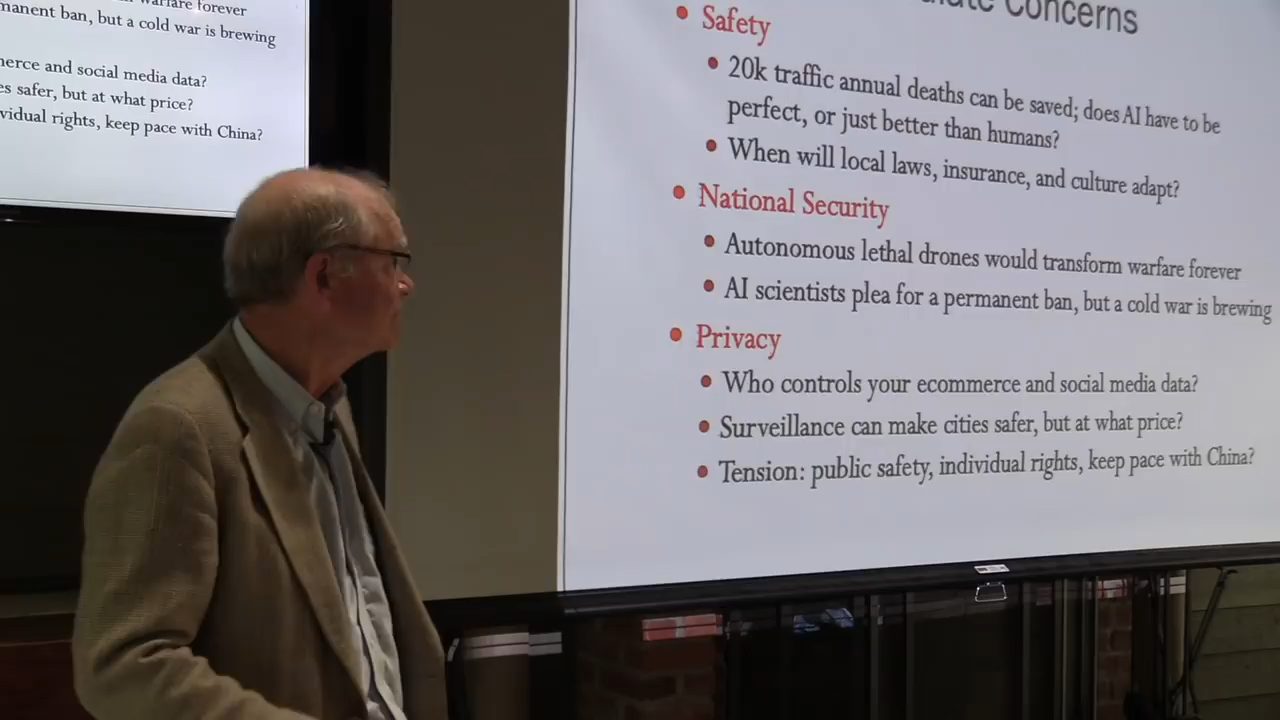 warfare forever
manent ban, but a cold war is brewing
erce and social media data?
es safer, but at what price?
vidual rights, keep pace with China?
Concerns
• Safety
• 20k traffic annual deaths can be saved; does AI have to be
perfect, or just better than humans?
• When will local laws, insurance, and culture adapt?
• National Security
• Autonomous lethal drones would transform warfare forever
• AI scientists plea for a permanent ban, but a cold war is brewing
• Privacy
• Who controls your ecommerce and social media data?
• Surveillance can make cities safer, but at what price?
• Tension: public safety, individual rights, keep pace with China?